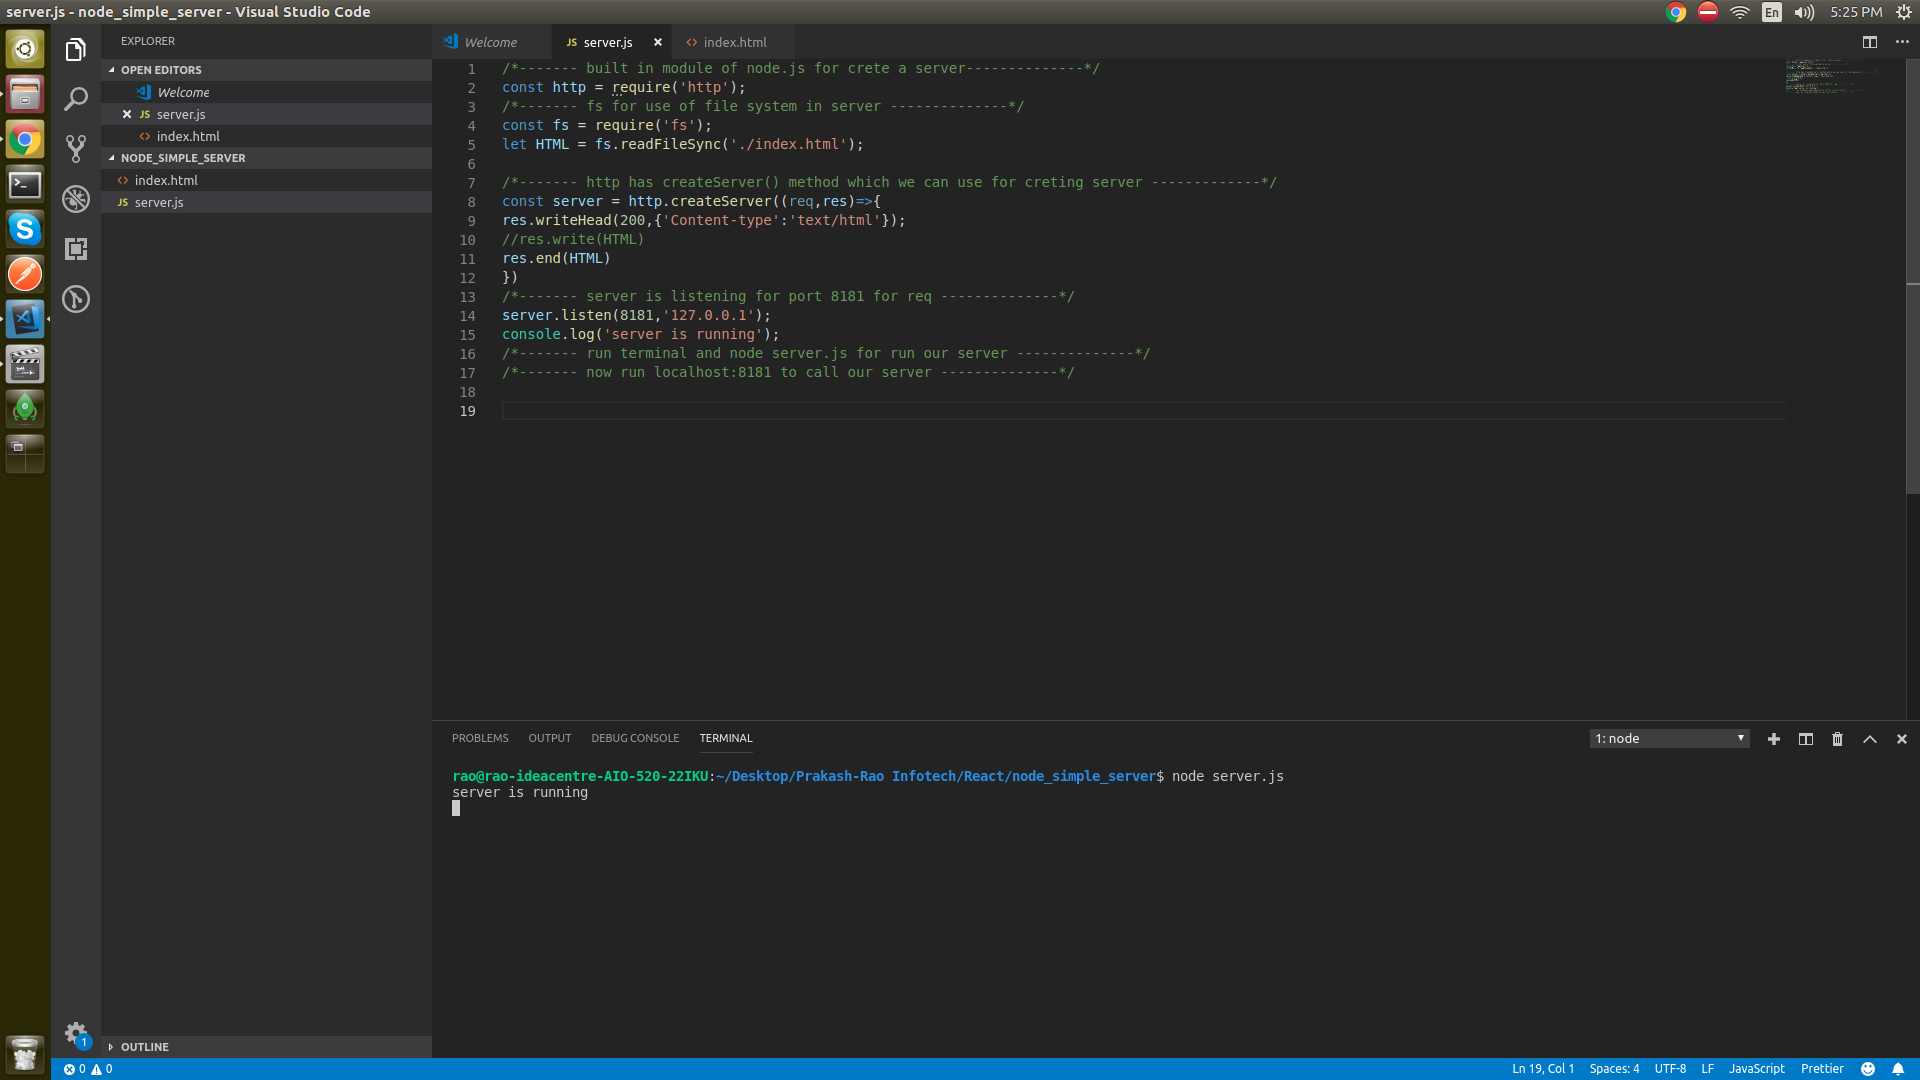 server.js - node_simple_server - Visual Studio Code
En
5:25 PM
EXPLORER
OPEN EDITORS
Welcome
JS server.js
<> index.html
NODE_SIMPLE_SERVER
<> index.html
JS server.js
OUTLINE
1
Welcome
JS server.js
<> index.html
1 /*------- built in module of node.js for crete a server--------------*/
2 const http = require('http');
3 /*------- fs for use of file system in server --------------*/
4 const fs = require('fs');
5 let HTML = fs.readFileSync('./index.html');
6
7 /*------- http has createServer() method which we can use for creting server -------------*/
8 const server = http.createServer((req,res)=>{
9 res.writeHead(200,{'Content-type':'text/html'});
10 //res.write(HTML)
11 res.end(HTML)
12 })
13 /*------- server is listening for port 8181 for req --------------*/
14 server.listen(8181,'127.0.0.1');
15 console.log('server is running');
16 /*------- run terminal and node server.js for run our server --------------*/
17 /*------- now run localhost:8181 to call our server --------------*/
18
19
PROBLEMS OUTPUT DEBUG CONSOLE TERMINAL
1: node
rao@rao-ideacentre-AIO-520-22IKU:~/Desktop/Prakash-Rao Infotech/React/node_simple_server$ node server.js
server is running
0 0
Ln 19, Col 1 Spaces: 4 UTF-8 LF JavaScript Prettier